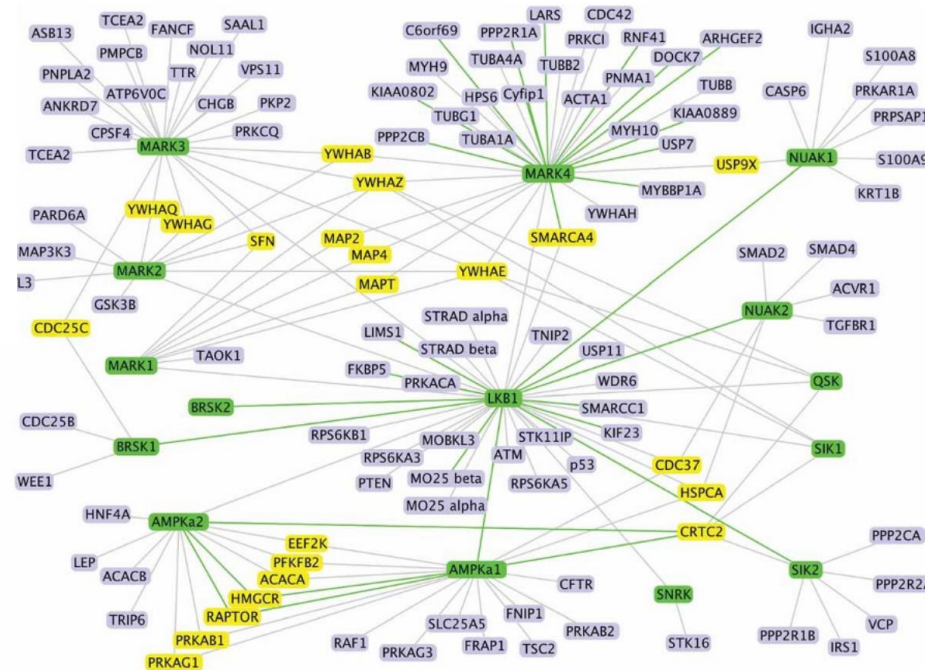 TCEA2
FANCF
SAAL1
ASB13
PMPCB
NOL11
PNPLA2
TTR
VPS11
ATP6V0C
ANKRD7
CHGB
PKP2
CPSF4
PRKCQ
TCEA2
MARK3
LARS
C6orf69
PPP2R1A
CDC42
PRKCI
RNF41
ARHGEF2
TUBA4A
DOCK7
MYH9
TUBB2
PNMA1
TUBB
KIAA0802
HPS6
Cyfip1
ACTA1
KIAA0889
TUBG1
MYH10
PPP2CB
TUBA1A
USP7
MARK4
USP9X
MYBBP1A
YWHAH
SMARCA4
IGHA2
S100A8
CASP6
PRKAR1A
PRPSAP1
NUAK1
S100A9
KRT1B
YWHAB
YWHAZ
YWHAQ
YWHAG
SFN
MAP2
MAP4
MAPT
YWHAE
PARD6A
MAP3K3
MARK2
L3
GSK3B
CDC25C
SMAD2
SMAD4
ACVR1
NUAK2
TGFBR1
STRAD alpha
LIMS1
STRAD beta
TNIP2
USP11
MARK1
TAOK1
FKBP5
PRKACA
WDR6
QSK
BRSK2
LKB1
SMARCC1
CDC25B
BRSK1
RPS6KB1
MOBKL3
STK11IP
KIF23
SIK1
RPS6KA3
ATM
p53
CDC37
WEE1
PTEN
MO25 beta
RPS6KA5
HSPCA
MO25 alpha
HNF4A
AMPKa2
CRTC2
EEF2K
PPP2CA
LEP
PFKFB2
ACACB
ACACA
AMPKa1
CFTR
SIK2
PPP2R2A
HMGCR
SNRK
TRIP6
RAPTOR
FNIP1
SLC25A5
PRKAB2
VCP
PRKAB1
RAF1
FRAP1
TSC2
STK16
PPP2R1B
IRS1
PRKAG1
PRKAG3